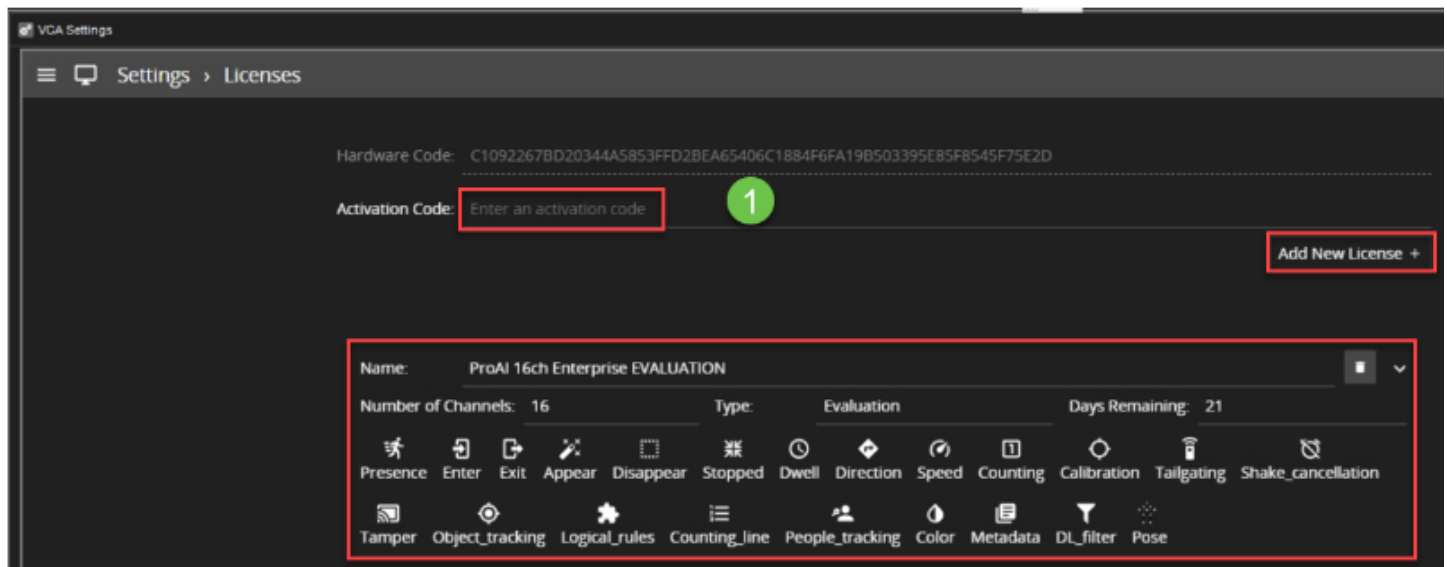 VCA Settings
Settings › Licenses
Hardware Code: C1092267BD20344A5853FFD2BEA65406C1884F6FA19B503395E85F8545F75E2D
Activation Code: Enter an activation code
1
Add New License +
Name: ProAI 16ch Enterprise EVALUATION
Number of Channels: 16 Type: Evaluation Days Remaining: 21
Presence Enter Exit Appear Disappear Stopped Dwell Direction Speed Counting Calibration Tailgating Shake_cancellation
Tamper Object_tracking Logical_rules Counting_line People_tracking Color Metadata DL_filter Pose